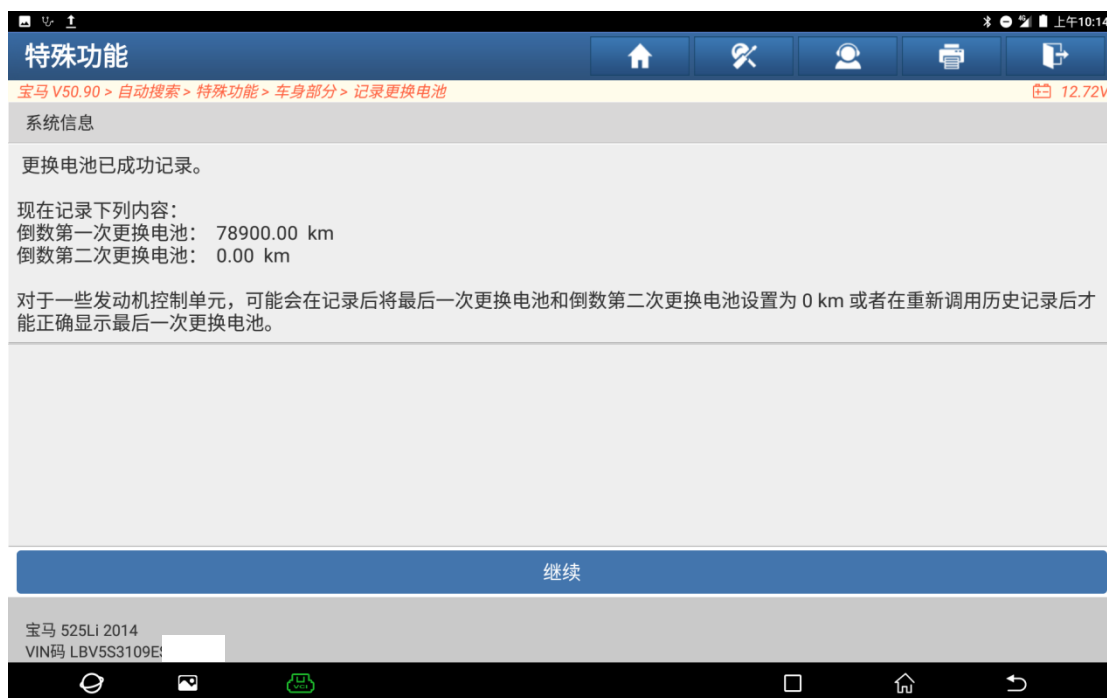 上午10:14
特殊功能
宝马 V50.90 > 自动搜索 > 特殊功能 > 车身部分 > 记录更换电池
12.72V
系统信息
更换电池已成功记录。
现在记录下列内容：
倒数第一次更换电池： 78900.00 km
倒数第二次更换电池： 0.00 km
对于一些发动机控制单元，可能会在记录后将最后一次更换电池和倒数第二次更换电池设置为 0 km 或者在重新调用历史记录后才
能正确显示最后一次更换电池。
继续
宝马 525Li 2014
VIN码 LBV5S3109E
VCI